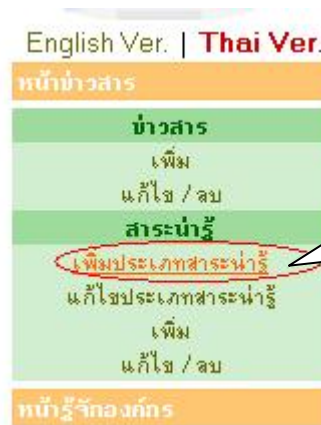 English Ver. | Thai Ver.
หน้าข่าวสาร
ข่าวสาร
เพิ่ม
แก้ไข / ลบ
สาระน่ารู้
เพิ่มประเภทสาระน่ารู้
แก้ไขประเภทสาระน่ารู้
เพิ่ม
แก้ไข / ลบ
หน้ารู้จักองค์กร